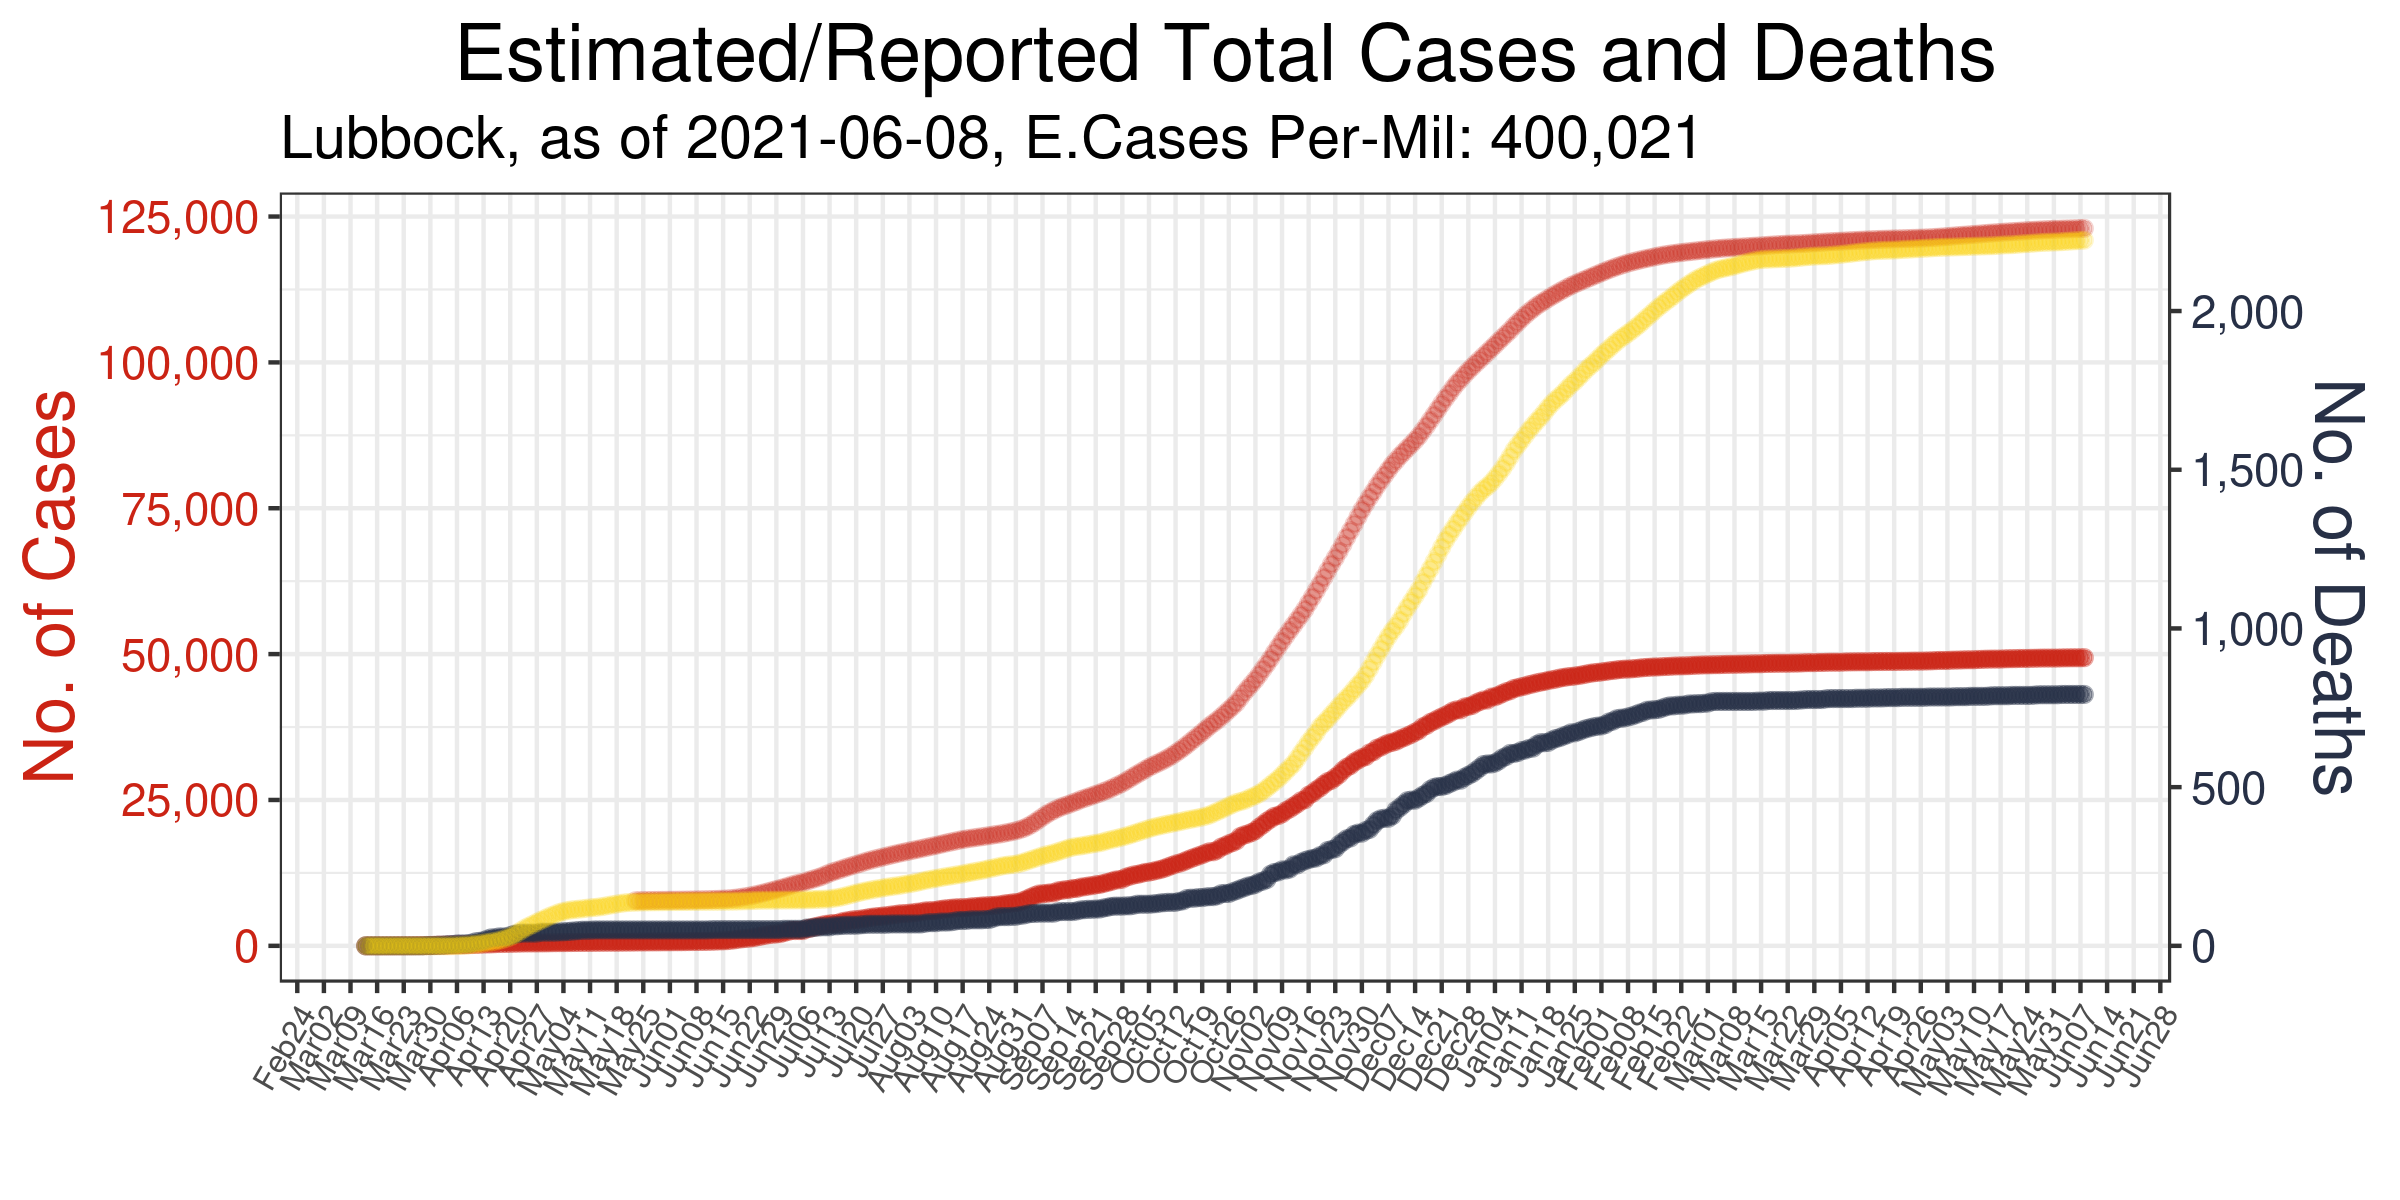 Estimated/Reported Total Cases and Deaths
Lubbock, as of 2021-06-08, E.Cases Per-Mil: 400,021
No. of Cases
125,000
100,000
75,000
50,000
25,000
0
2,000
1,500
1,000
500
0
No. of Deaths
Feb24
Mar02
Mar09
Mar16
Mar23
Mar30
Apr06
Apr13
Apr20
Apr27
May04
May11
May18
May25
Jun01
Jun08
Jun15
Jun22
Jun29
Jul06
Jul13
Jul20
Jul27
Aug03
Aug10
Aug17
Aug24
Aug31
Sep07
Sep14
Sep21
Sep28
Oct05
Oct12
Oct19
Oct26
Nov02
Nov09
Nov16
Nov23
Nov30
Dec07
Dec14
Dec21
Dec28
Jan04
Jan11
Jan18
Jan25
Feb01
Feb08
Feb15
Feb22
Mar01
Mar08
Mar15
Mar22
Mar29
Apr05
Apr12
Apr19
Apr26
May03
May10
May17
May24
May31
Jun07
Jun14
Jun21
Jun28